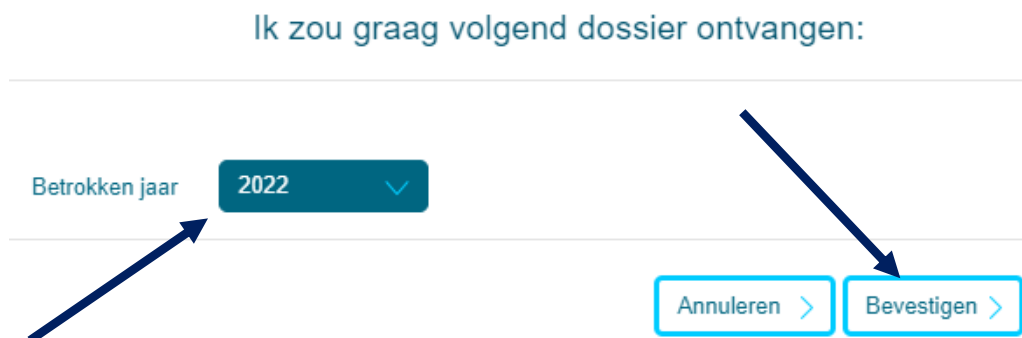 Ik zou graag volgend dossier ontvangen:
Betrokken jaar 2022
Annuleren Bevestigen